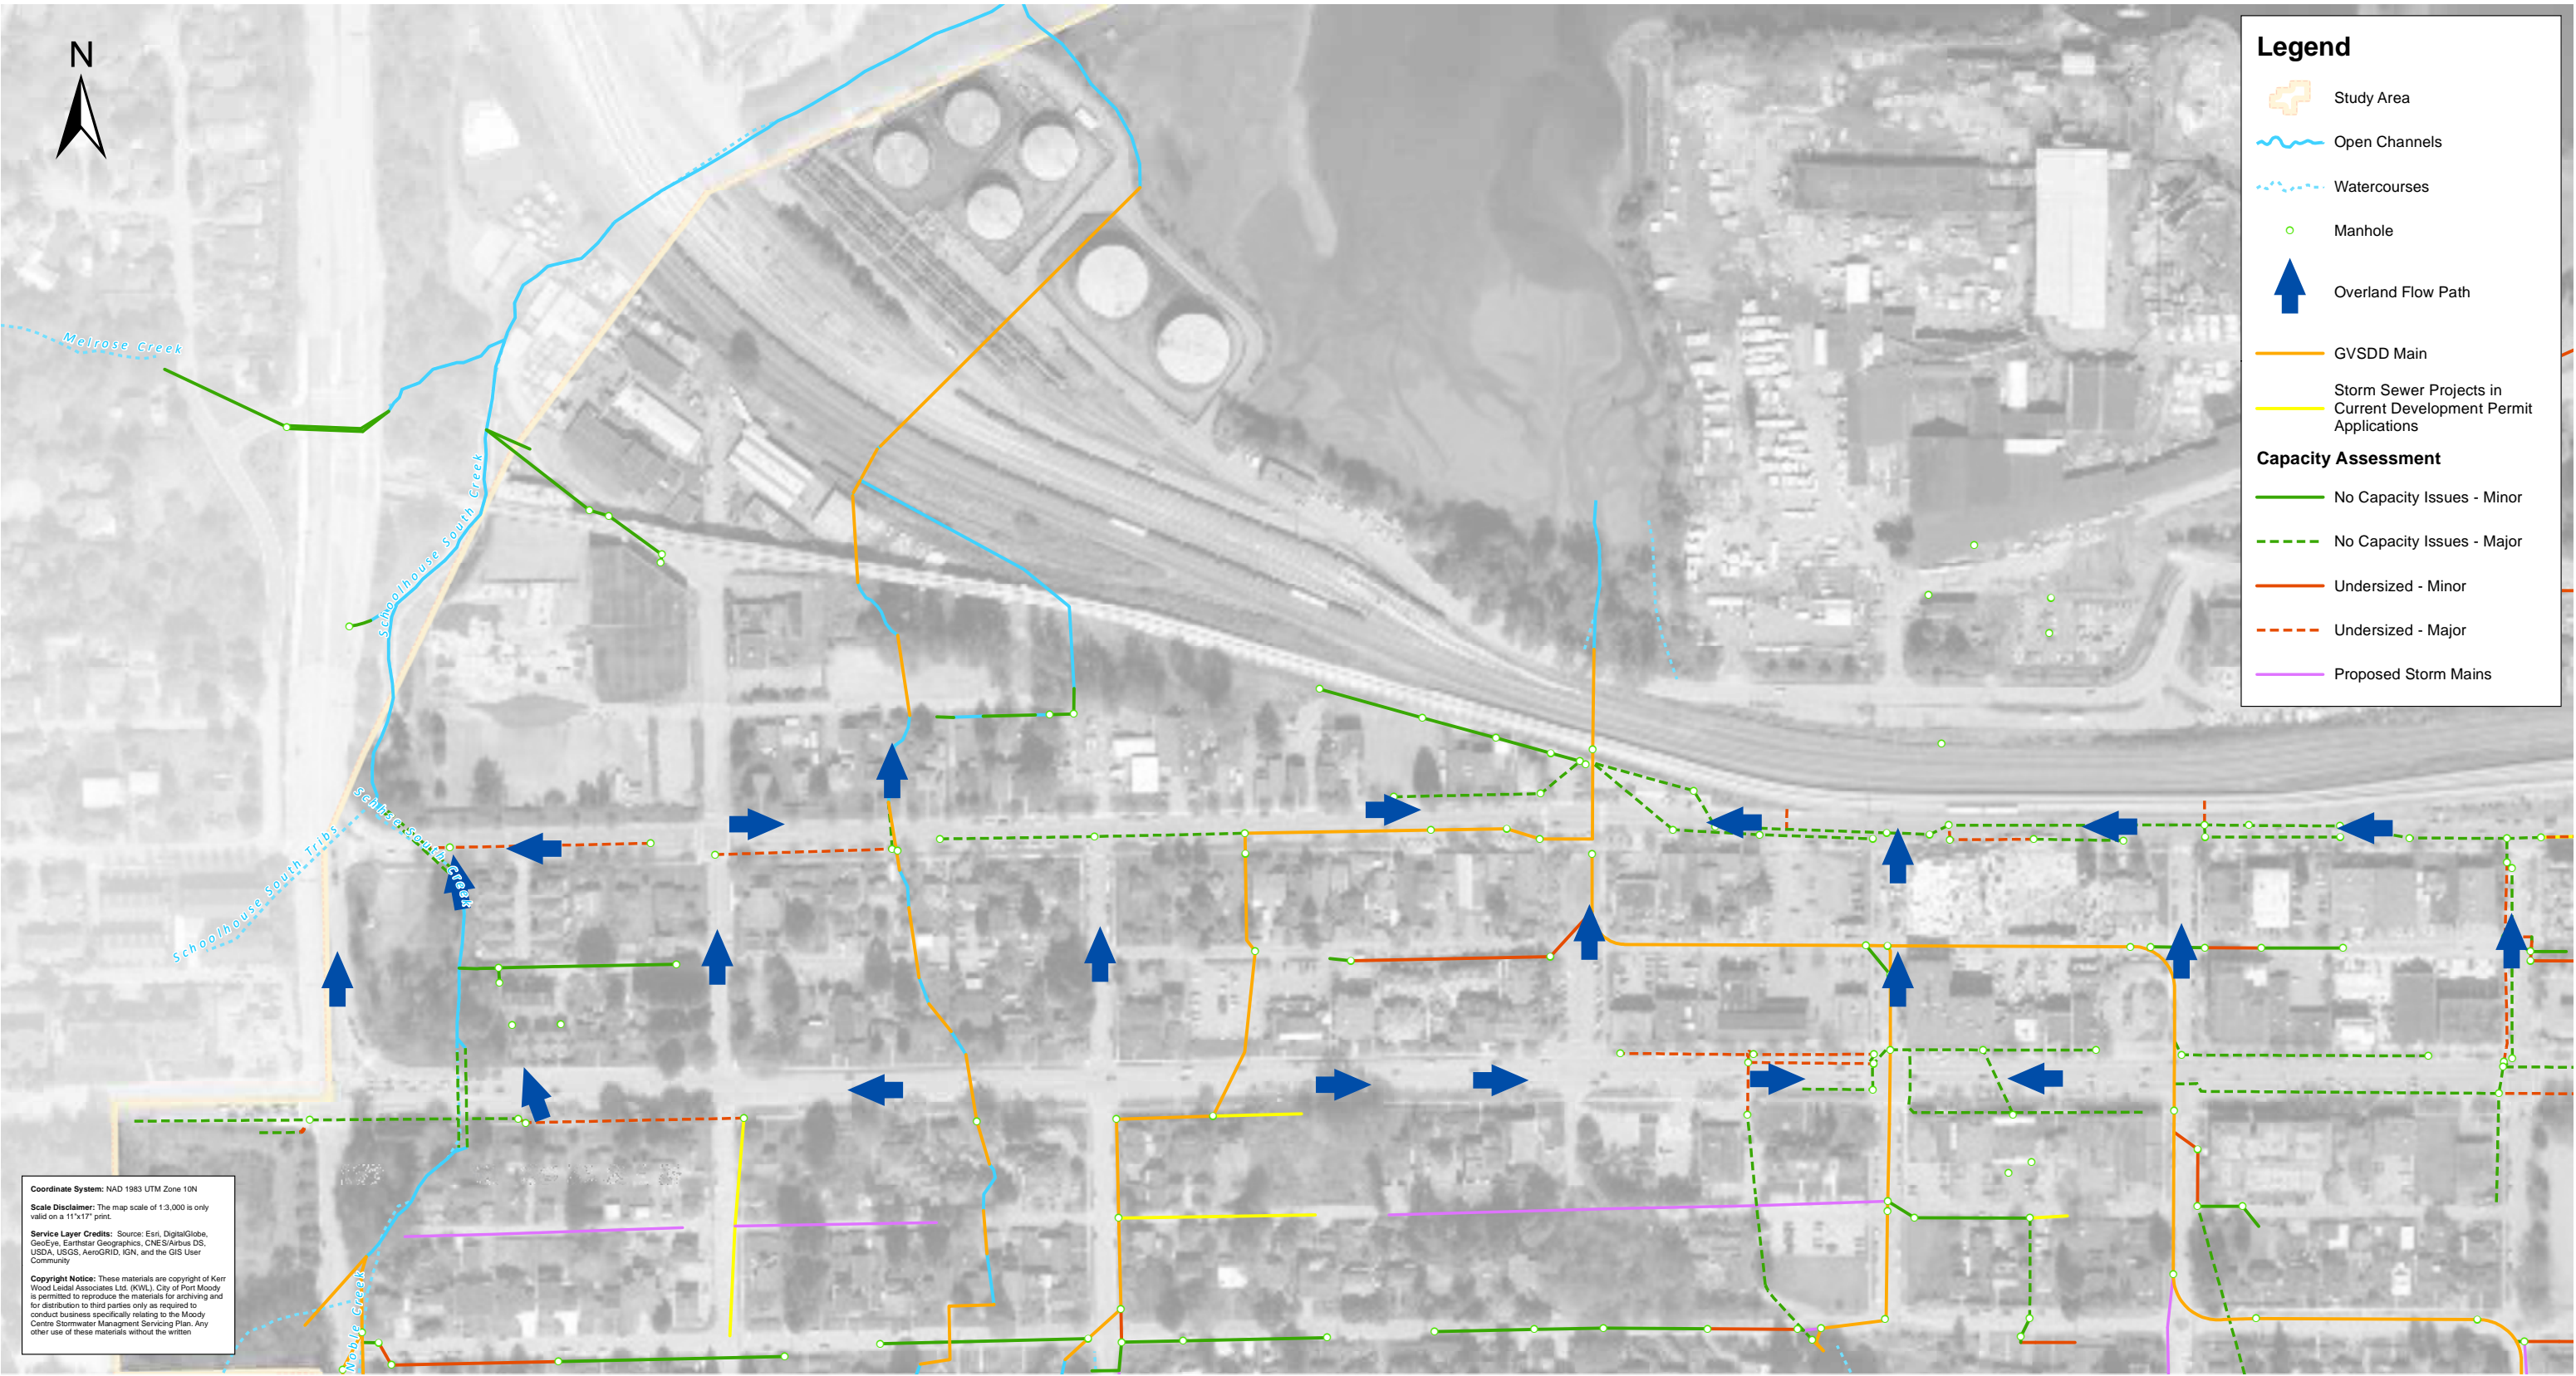 N
Legend
Study Area
Open Channels
Watercourses
Manhole
Overland Flow Path
GVSDD Main
Storm Sewer Projects in
Current Development Permit
Applications
Capacity Assessment
No Capacity Issues - Minor
No Capacity Issues - Major
Undersized - Minor
Undersized - Major
Proposed Storm Mains
Melrose Creek
Schoolhouse South Creek
Schhse South Creek
Schoolhouse South Tribs
Noble Creek
Coordinate System: NAD 1983 UTM Zone 10N
Scale Disclaimer: The map scale of 1:3,000 is only
valid on a 11"x17" print.
Service Layer Credits: Source: Esri, DigitalGlobe,
GeoEye, Earthstar Geographics, CNES/Airbus DS,
USDA, USGS, AeroGRID, IGN, and the GIS User
Community
Copyright Notice: These materials are copyright of Kerr
Wood Leidal Associates Ltd. (KWL). City of Port Moody
is permitted to reproduce the materials for archiving and
for distribution to third parties only as required to
conduct business specifically relating to the Moody
Centre Stormwater Managment Servicing Plan. Any
other use of these materials without the written